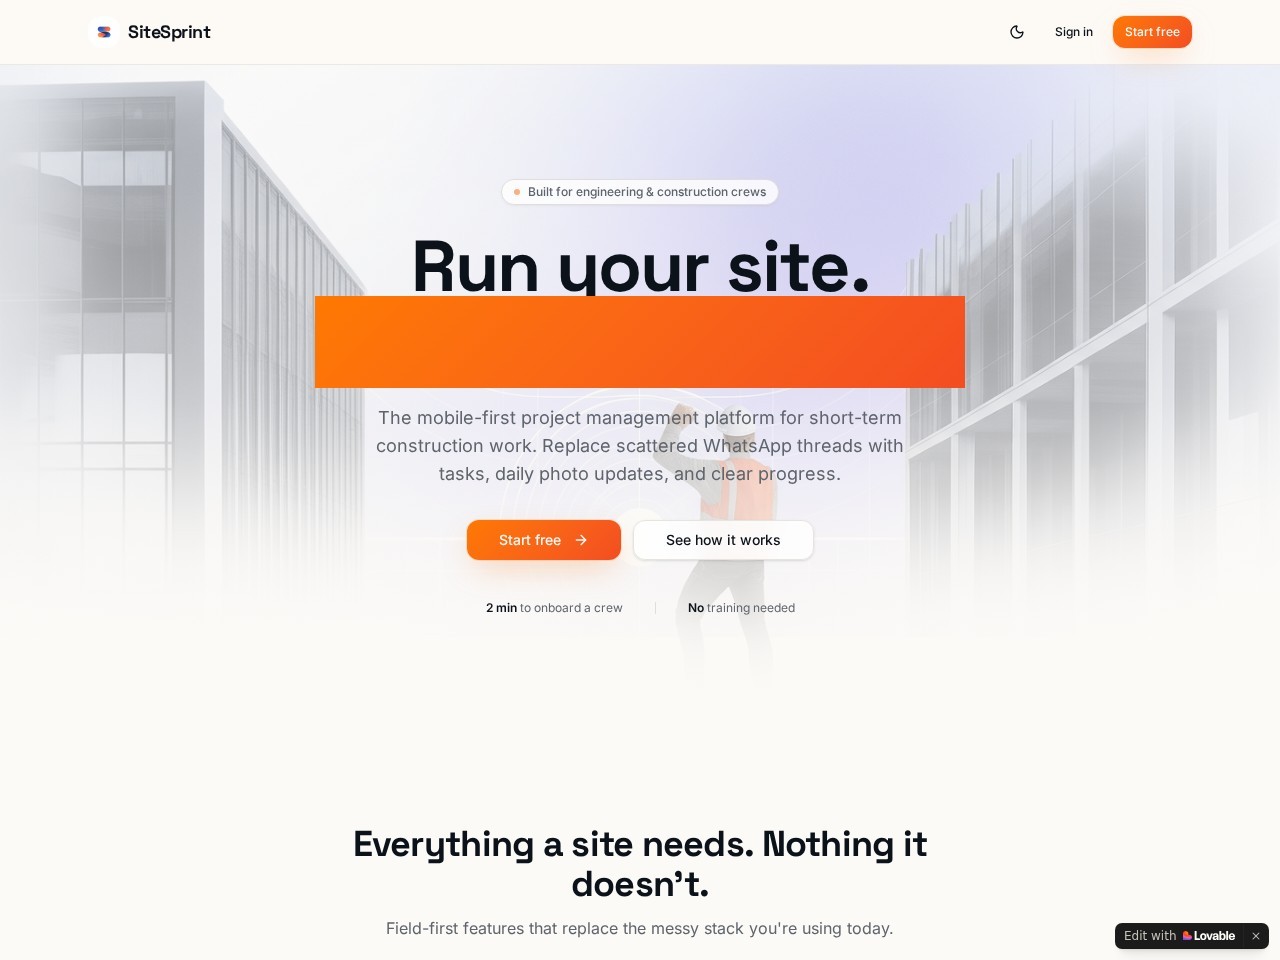 SiteSprint
Sign in
Start free
Built for engineering & construction crews
Run your site.
The mobile-first project management platform for short-term
construction work. Replace scattered WhatsApp threads with
tasks, daily photo updates, and clear progress.
Start free
See how it works
2 min to onboard a crew
No training needed
Everything a site needs. Nothing it
doesn’t.
Field-first features that replace the messy stack you're using today.
Edit with Lovable